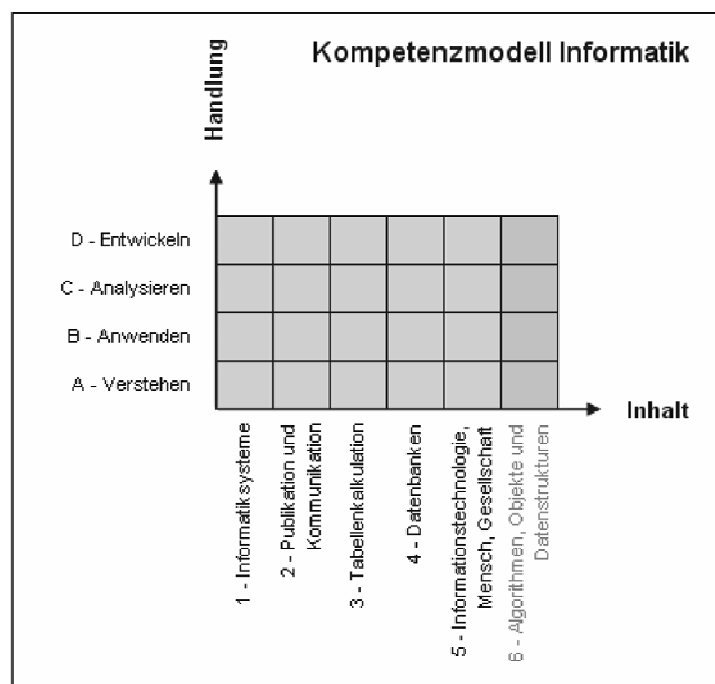 Kompetenzmodell Informatik
Handlung
D - Entwickeln
C - Analysieren
B - Anwenden
A - Verstehen
Inhalt
1 - Informatiksysteme
2 - Publikation und
Kommunikation
3 - Tabellenkalkulation
4 - Datenbanken
5 - Informationstechnologie,
Mensch, Gesellschaft
6 - Algorithmen, Objekte und
Datenstrukturen